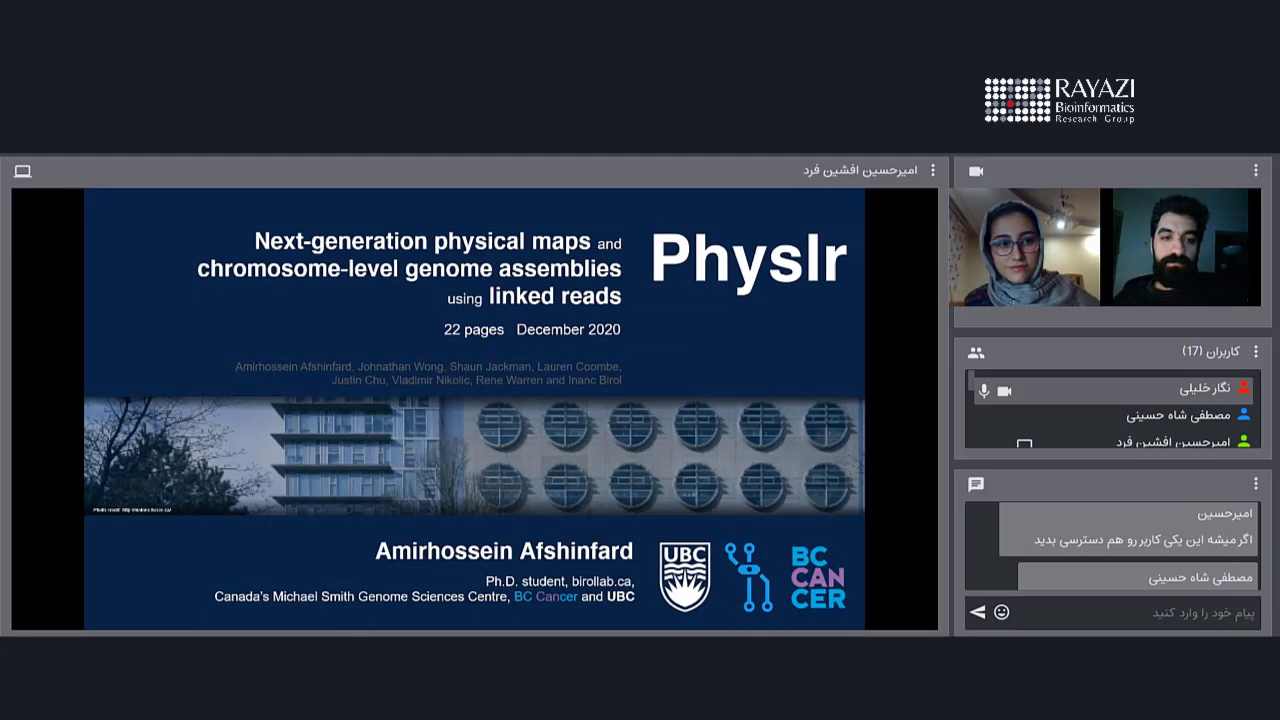 RAYAZI
Bioinformatics
Research Group
امیرحسین افشین فرد
Next-generation physical maps and
chromosome-level genome assemblies
using linked reads
Physlr
22 pages December 2020
Amirhossein Afshinfard, Johnathan Wong, Shaun Jackman, Lauren Coombe,
Justin Chu, Vladimir Nikolic, Rene Warren and Inanc Birol
Amirhossein Afshinfard
Ph.D. student, birollab.ca,
Canada's Michael Smith Genome Sciences Centre, BC Cancer and UBC
UBC
BC
CAN
CER
کاربران (17)
نگار خلیلی
مصطفی شاه حسینی
امیرحسین افشین فرد
امیرحسین
اگر میشه این یکی کاربر رو هم دسترسی بدید
مصطفی شاه حسینی
پیام خود را وارد کنید